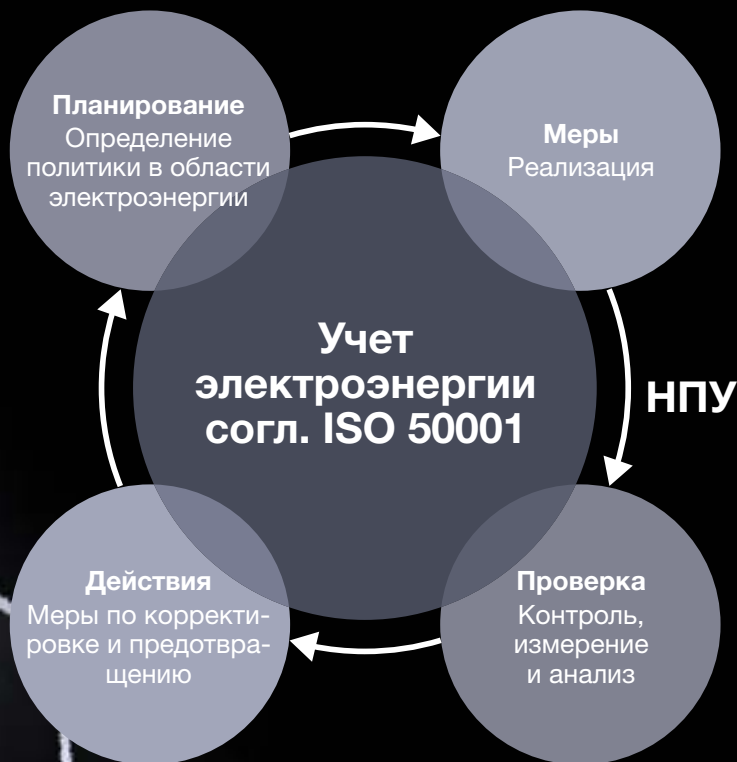 Планирование
Определение
политики в области
электроэнергии
Меры
Реализация
Учет
электроэнергии
согл. ISO 50001
НПУ
Действия
Меры по корректи-
ровке и предотвра-
щению
Проверка
Контроль,
измерение
и анализ